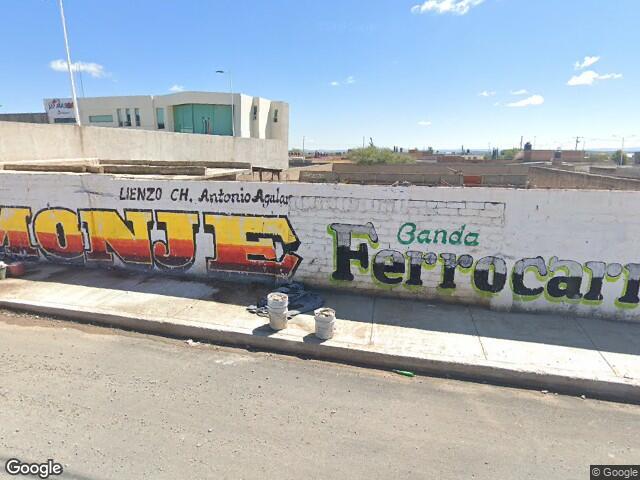 LIENZO CH. Antonio Aguilar
MONJE
Banda
Ferrocarr
Google
© Google